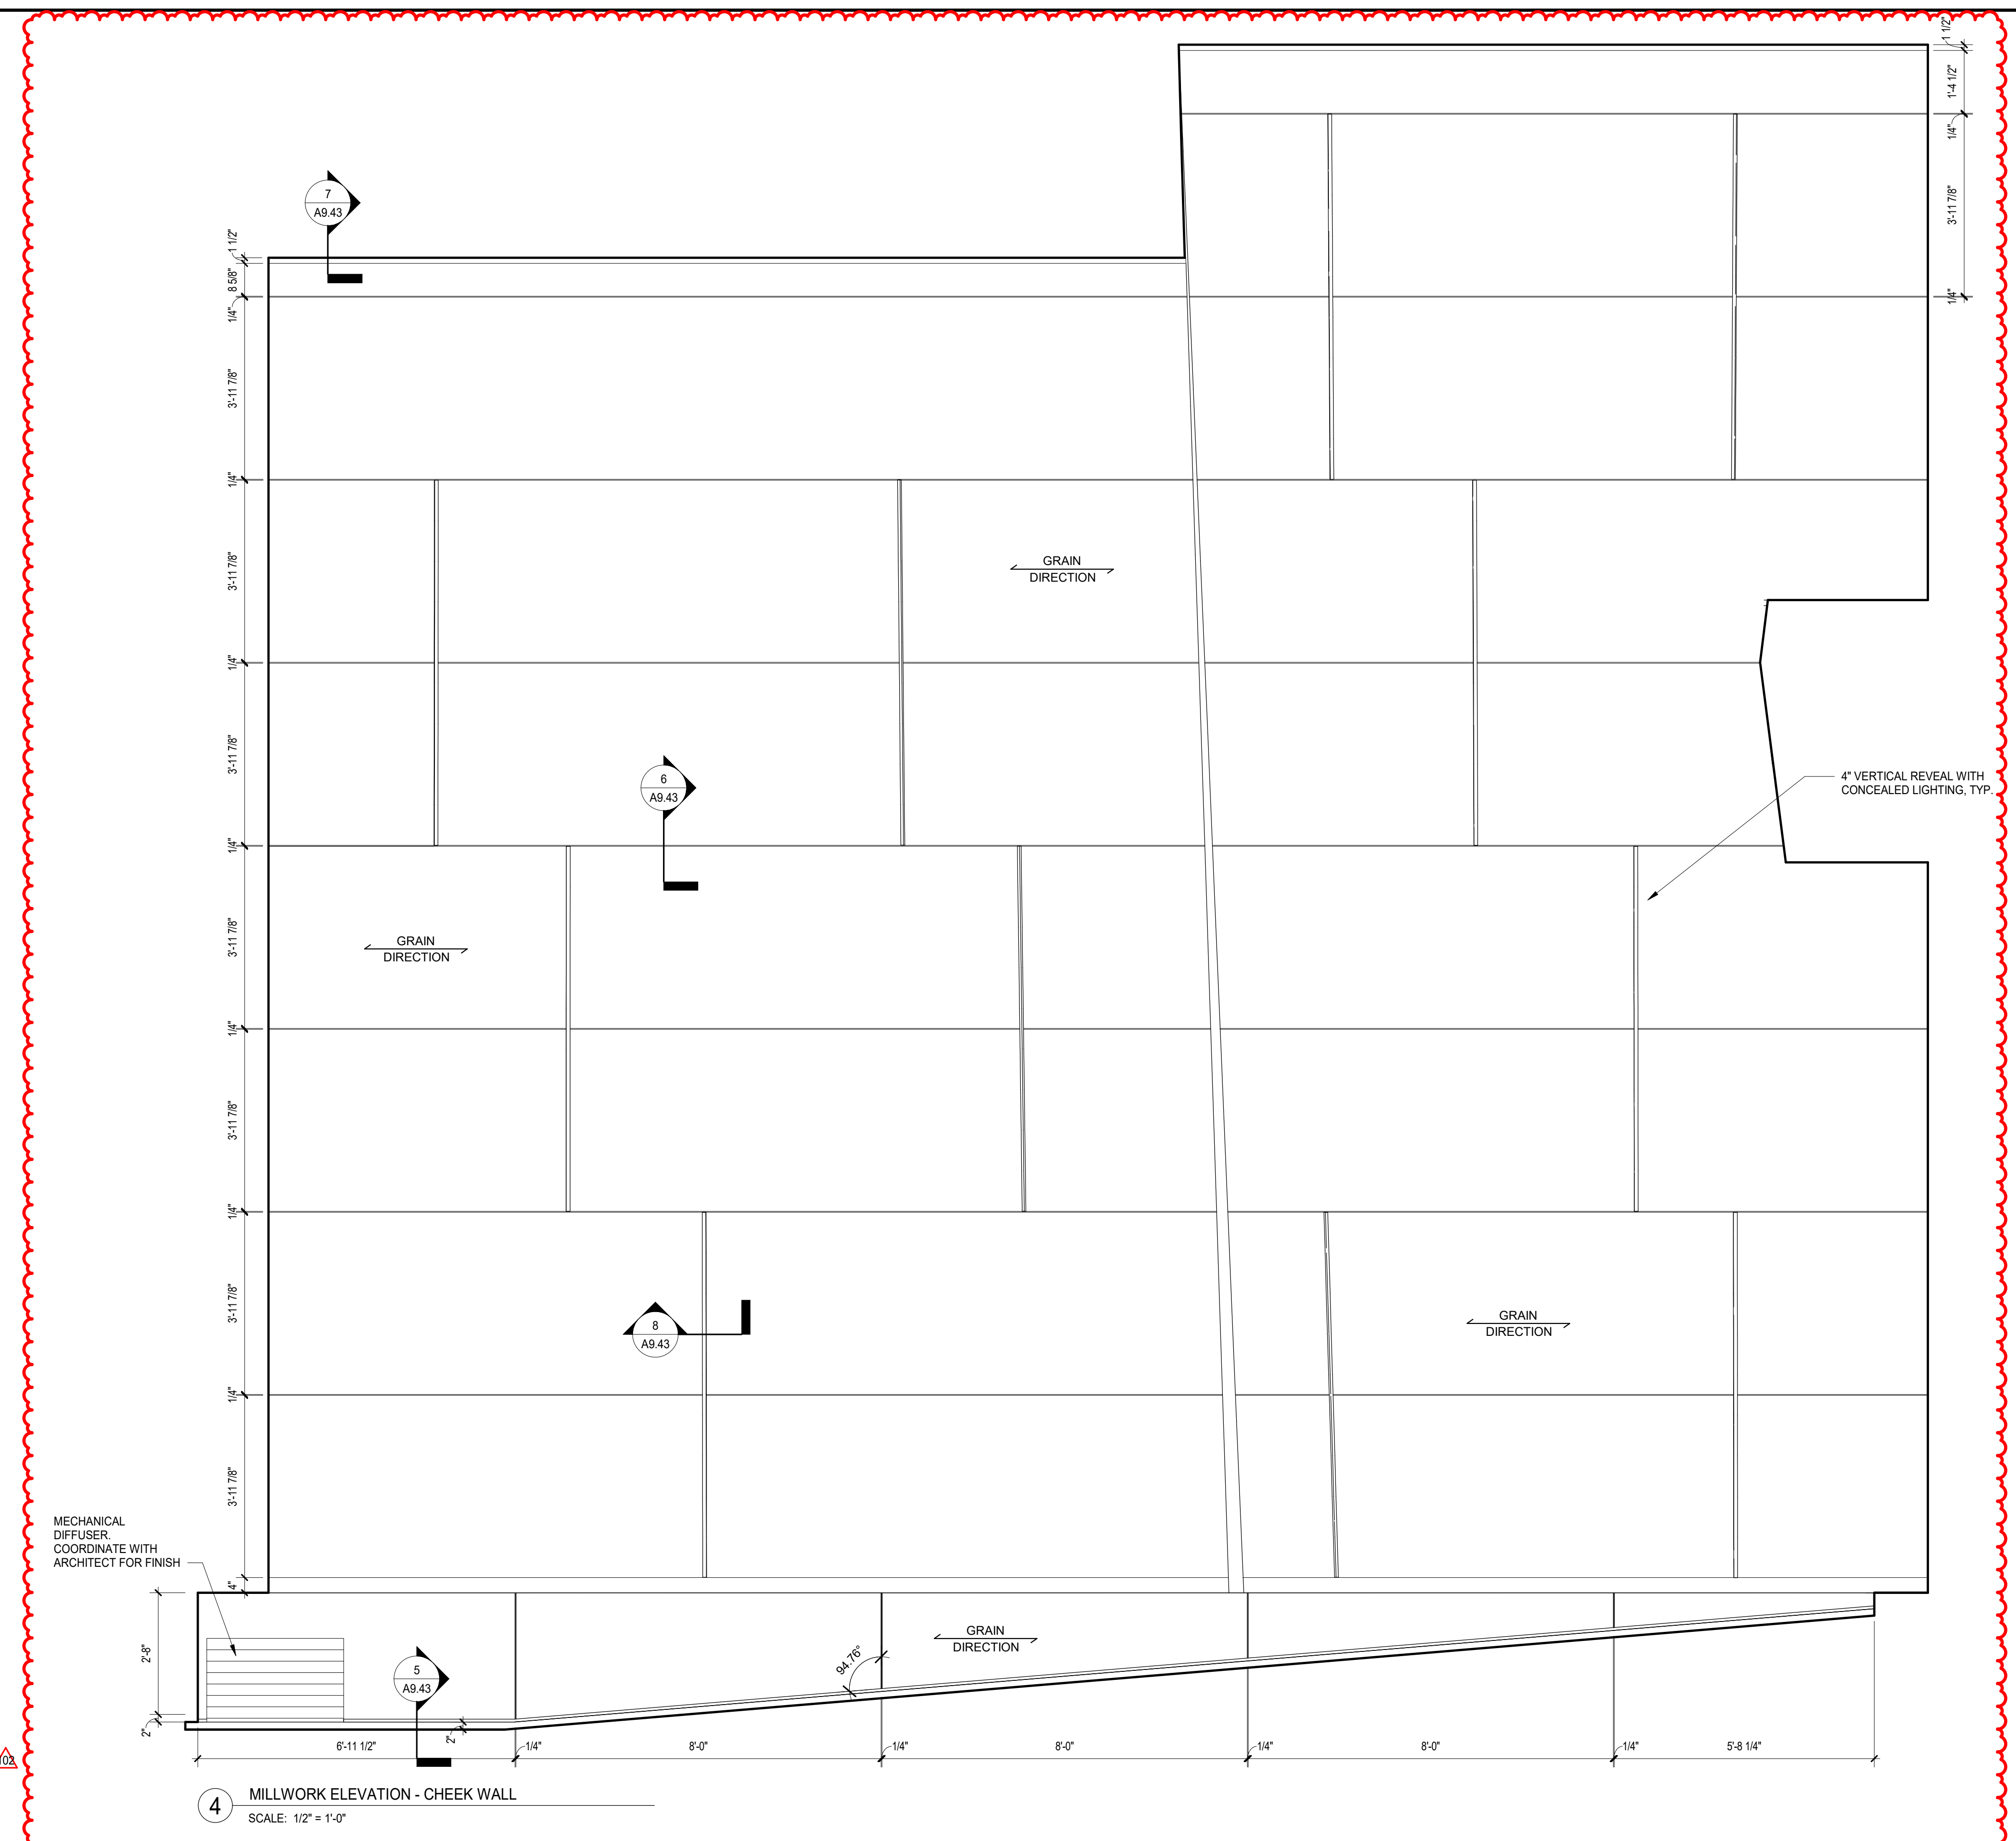 1 1/2"
1'-4 1/2"
1/4"
3'-11 7/8"
1/4"
7
A9.43
1 1/2"
8 5/8"
1/4"
3'-11 7/8"
1/4"
3'-11 7/8"
1/4"
3'-11 7/8"
1/4"
3'-11 7/8"
1/4"
3'-11 7/8"
1/4"
3'-11 7/8"
1/4"
3'-11 7/8"
4"
GRAIN
DIRECTION
6
A9.43
4" VERTICAL REVEAL WITH
CONCEALED LIGHTING, TYP.
GRAIN
DIRECTION
8
A9.43
GRAIN
DIRECTION
MECHANICAL
DIFFUSER.
COORDINATE WITH
ARCHITECT FOR FINISH
2'-8"
2"
5
A9.43
2"
GRAIN
DIRECTION
94.76°
6'-11 1/2"
1/4"
8'-0"
1/4"
8'-0"
1/4"
8'-0"
1/4"
5'-8 1/4"
102
4
MILLWORK ELEVATION - CHEEK WALL
SCALE: 1/2" = 1'-0"